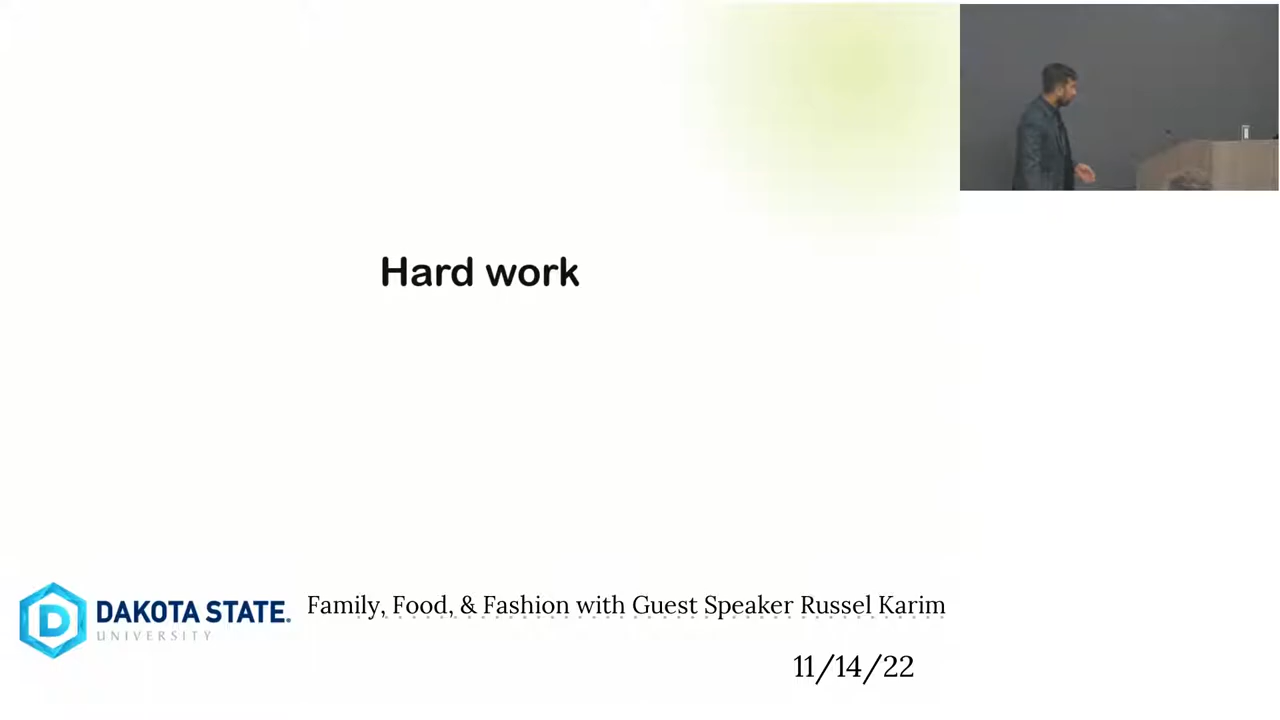 Hard work
DAKOTA STATE.
UNIVERSITY
Family, Food, & Fashion with Guest Speaker Russel Karim
11/14/22